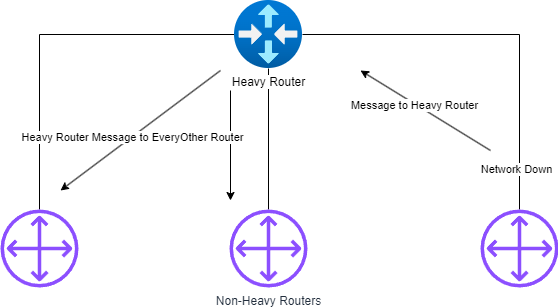 Heavy Router
Message to Heavy Router
Heavy Router Message to EveryOther Router
Network Down
Non-Heavy Routers